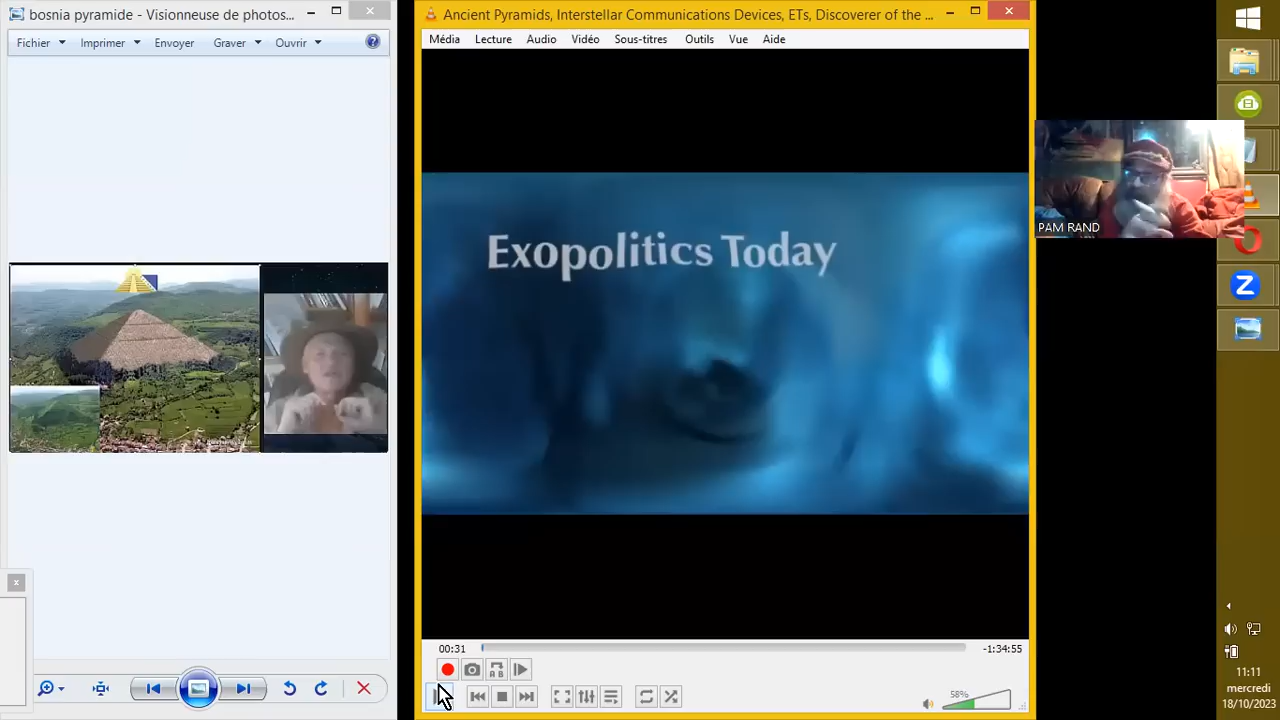 bosnia pyramide - Visionneuse de photos...
Fichier Imprimer Envoyer Graver Ouvrir
Ancient Pyramids, Interstellar Communications Devices, ETs, Discoverer of the ...
Média Lecture Audio Vidéo Sous-titres Outils Vue Aide
Exopolitics Today
PAM RAND
00:31
-1:34:55
A B
58%
Z
11:11
mercredi
18/10/2023